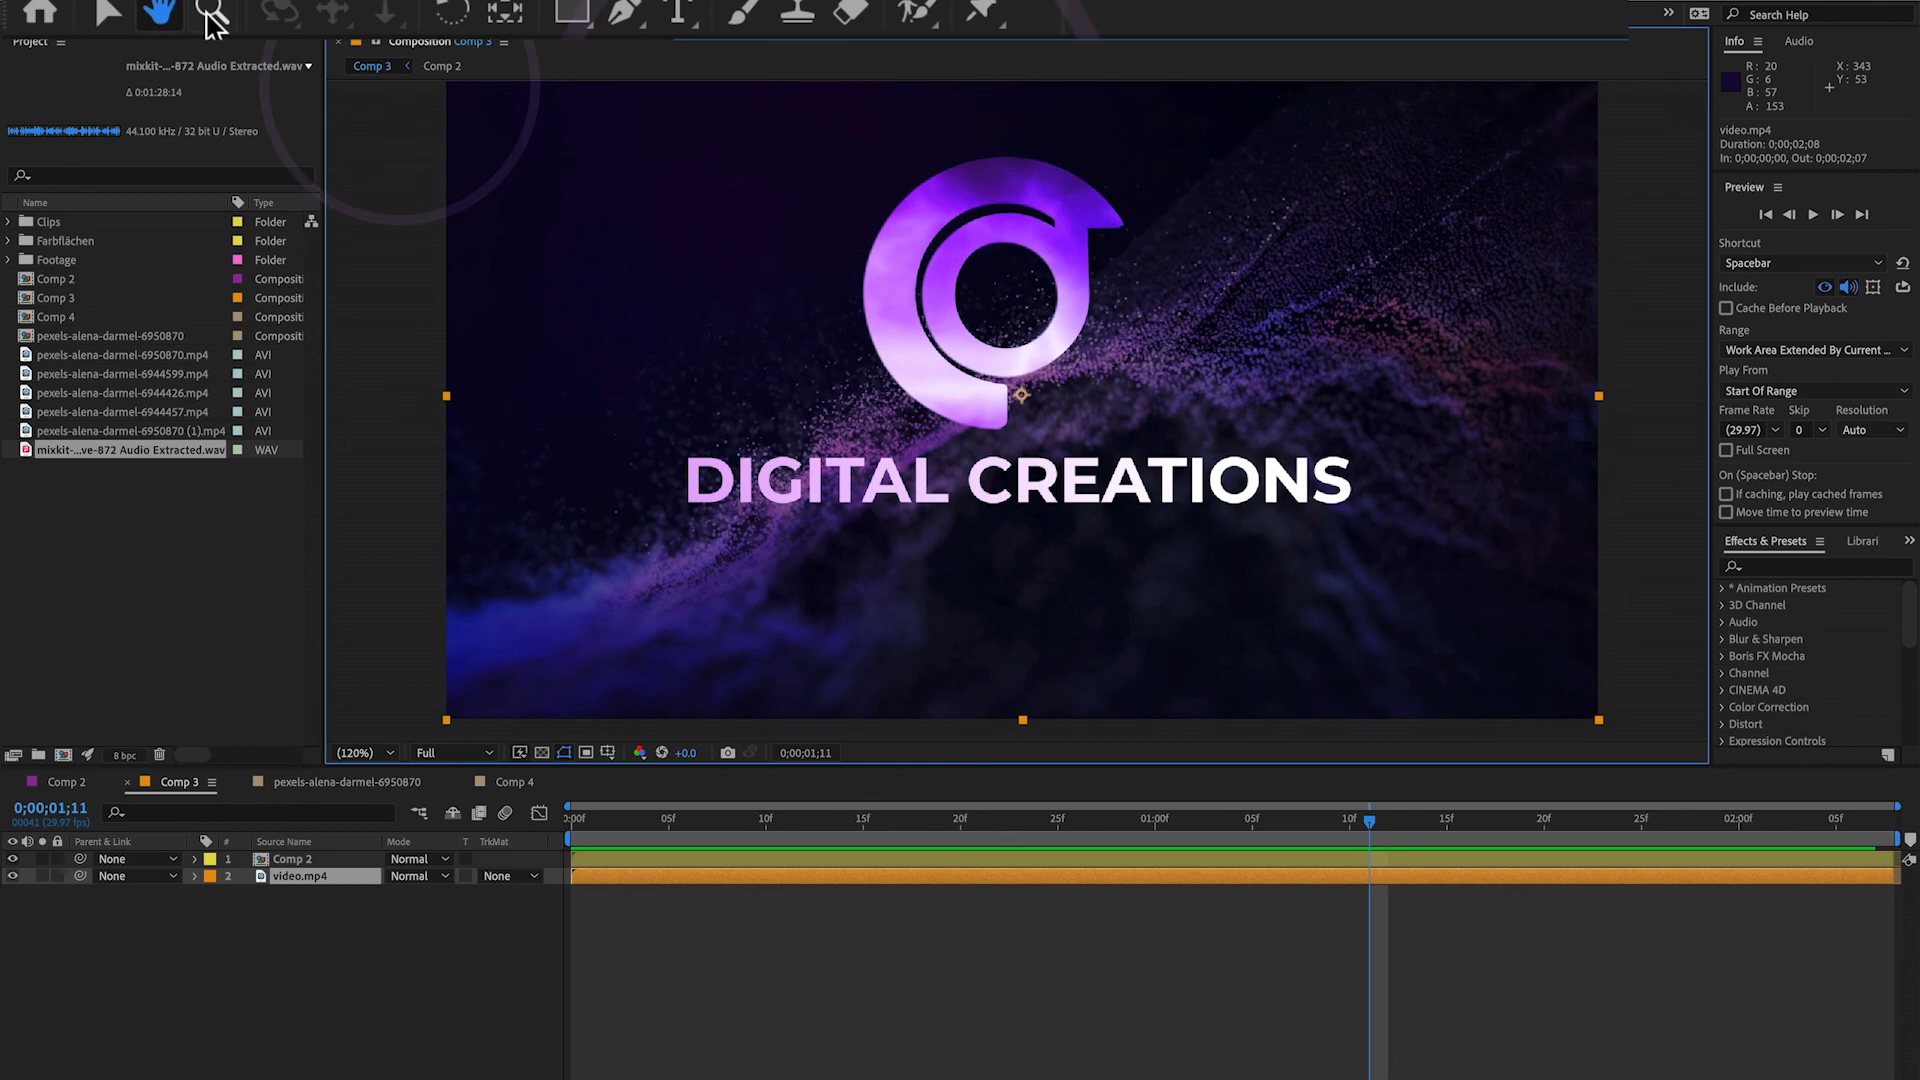 Search Help
Project
Composition Comp 3
Info
Audio
mixkit-...-872 Audio Extracted.wav
Comp 3
Comp 2
R: 20
X: 343
G: 6
Y: 53
B: 57
A: 153
Δ 0:01:28:14
44.100 kHz / 32 bit U / Stereo
video.mp4
Duration: 0;00;02;08
In: 0;00;00;00, Out: 0;00;02;07
Preview
Name
Type
Clips
Folder
Farbflächen
Folder
Footage
Folder
Comp 2
Compositi
Comp 3
Compositi
Comp 4
Compositi
pexels-alena-darmel-6950870
Compositi
pexels-alena-darmel-6950870.mp4
AVI
pexels-alena-darmel-6944599.mp4
AVI
pexels-alena-darmel-6944426.mp4
AVI
pexels-alena-darmel-6944457.mp4
AVI
pexels-alena-darmel-6950870 (1).mp4
AVI
mixkit-...ve-872 Audio Extracted.wav
WAV
DIGITAL CREATIONS
Shortcut
Spacebar
Include:
Cache Before Playback
Range
Work Area Extended By Current ...
Play From
Start Of Range
Frame Rate
Skip
Resolution
(29.97)
0
Auto
Full Screen
On (Spacebar) Stop:
If caching, play cached frames
Move time to preview time
Effects & Presets
Librari
* Animation Presets
3D Channel
Audio
Blur & Sharpen
Boris FX Mocha
Channel
CINEMA 4D
Color Correction
Distort
Expression Controls
8 bpc
(120%)
Full
+0.0
0;00;01;11
Comp 2
Comp 3
pexels-alena-darmel-6950870
Comp 4
0;00;01;11
00041 (29.97 fps)
0:00f
05f
10f
15f
20f
25f
01:00f
05f
10f
15f
20f
25f
02:00f
05f
Parent & Link
#
Source Name
Mode
T
TrkMat
None
1
Comp 2
Normal
None
2
video.mp4
Normal
None